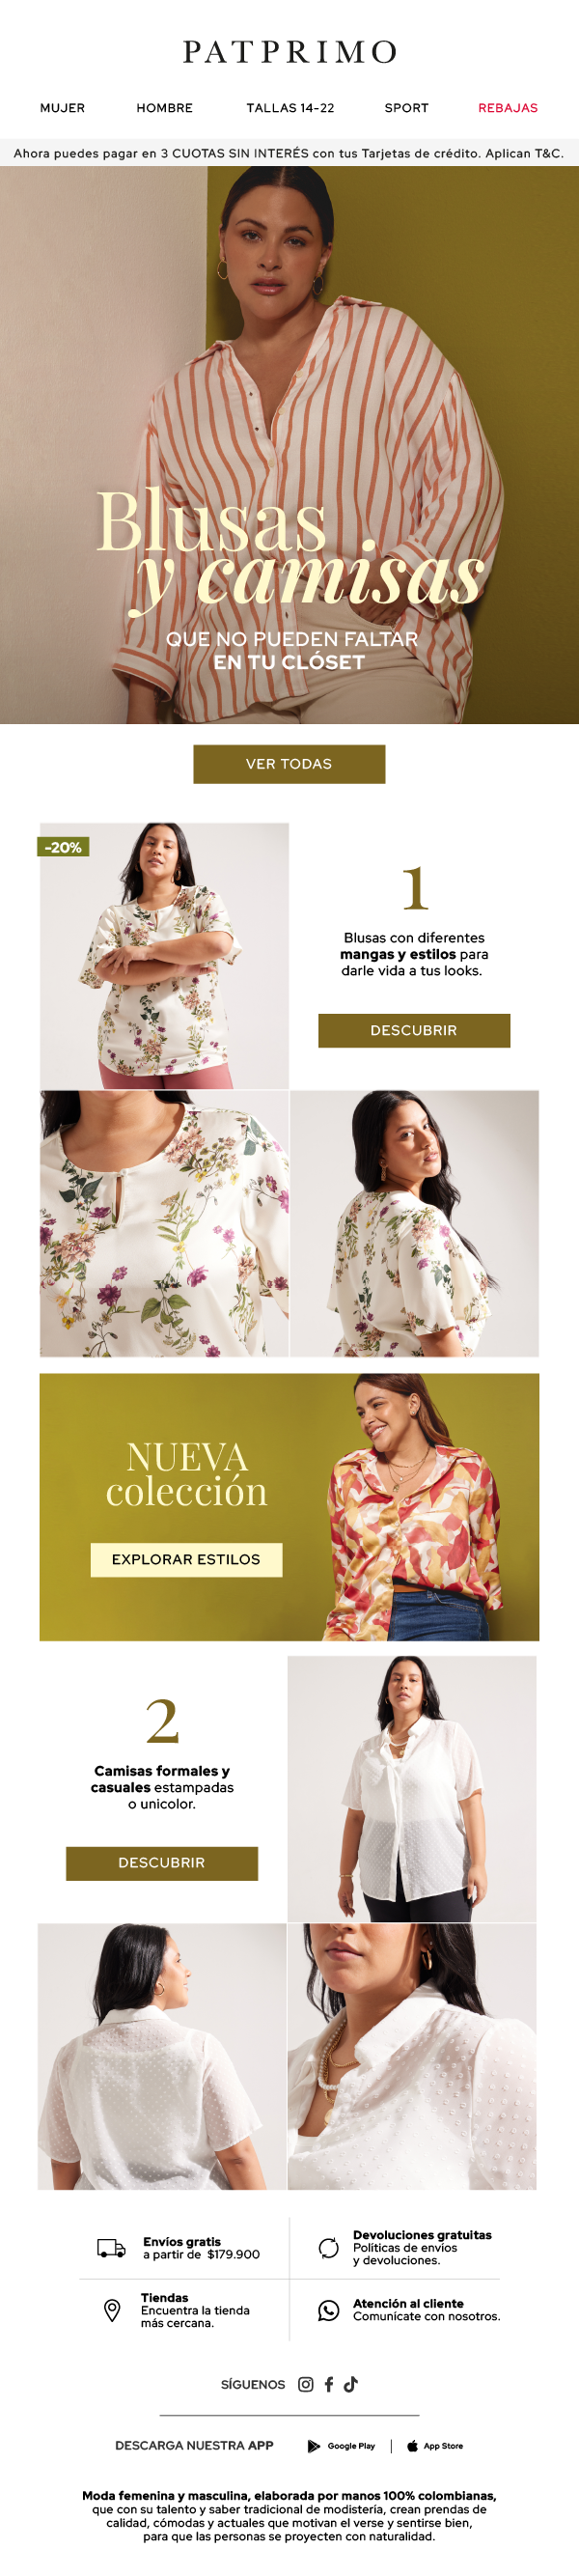 PATPRIMO
MUJER HOMBRE TALLAS 14-22 SPORT REBAJAS
Ahora puedes pagar en 3 CUOTAS SIN INTERÉS con tus Tarjetas de crédito. Aplican T&C.
Blusas
y camisas
QUE NO PUEDEN FALTAR
EN TU CLÓSET
VER TODAS
-20%
1
Blusas con diferentes
mangas y estilos para
darle vida a tus looks.
DESCUBRIR
NUEVA
colección
EXPLORAR ESTILOS
2
Camisas formales y
casuales estampadas
o unicolor.
DESCUBRIR
Envíos gratis
a partir de $179.900
Devoluciones gratuitas
Políticas de envíos
y devoluciones.
Tiendas
Encuentra la tienda
más cercana.
Atención al cliente
Comunícate con nosotros.
SÍGUENOS
DESCARGA NUESTRA APP Google Play | App Store
Moda femenina y masculina, elaborada por manos 100% colombianas,
que con su talento y saber tradicional de modistería, crean prendas de
calidad, cómodas y actuales que motivan el verse y sentirse bien,
para que las personas se proyecten con naturalidad.